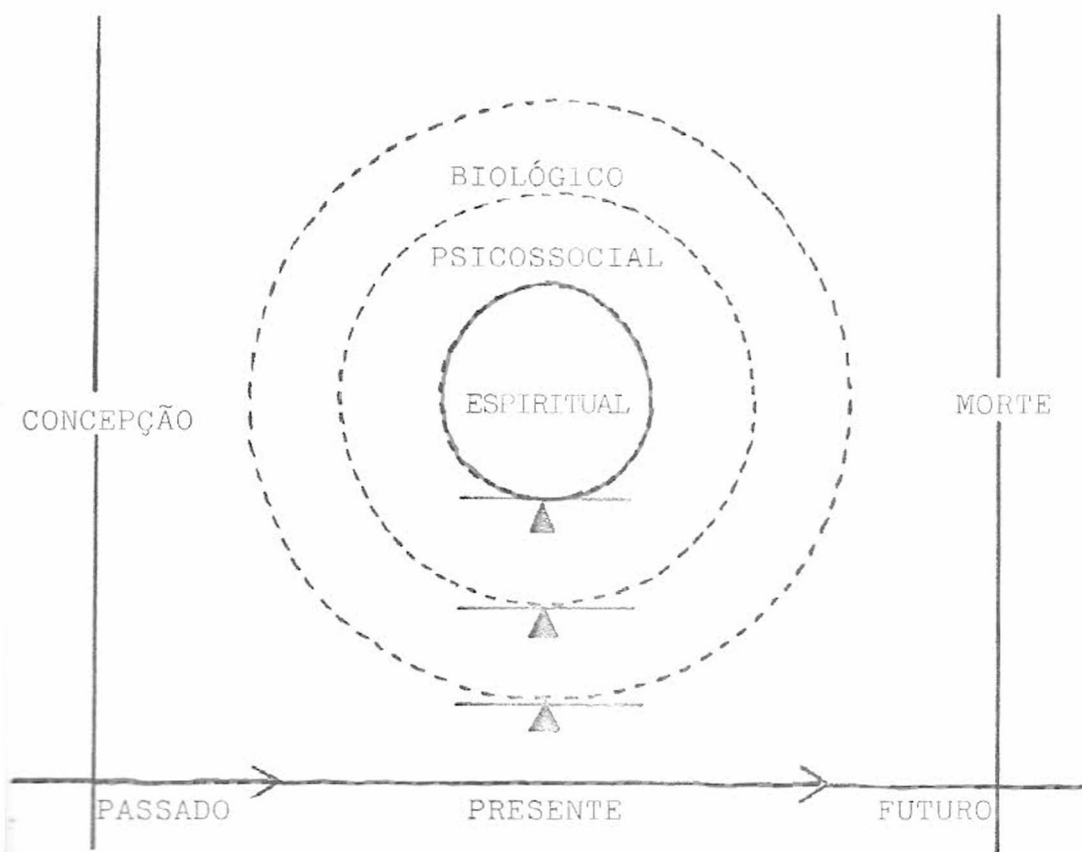 BIOLÓGICO
PSICOSSOCIAL
ESPIRITUAL
CONCEPÇÃO
MORTE
PASSADO
PRESENTE
FUTURO